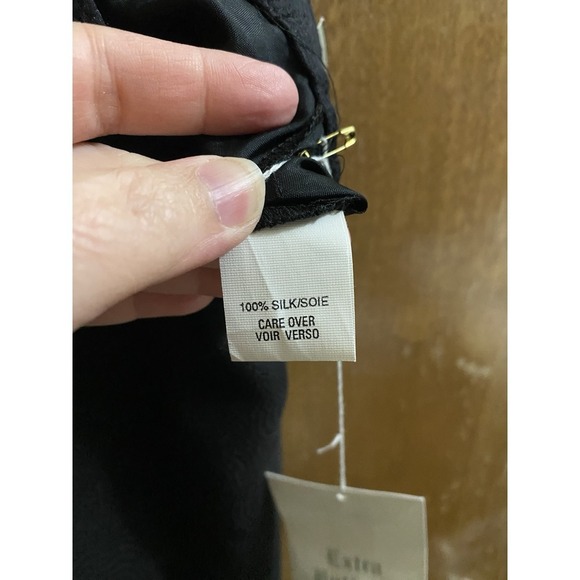 100% SILK/SOIE
CARE OVER
VOIR VERSO
Extra